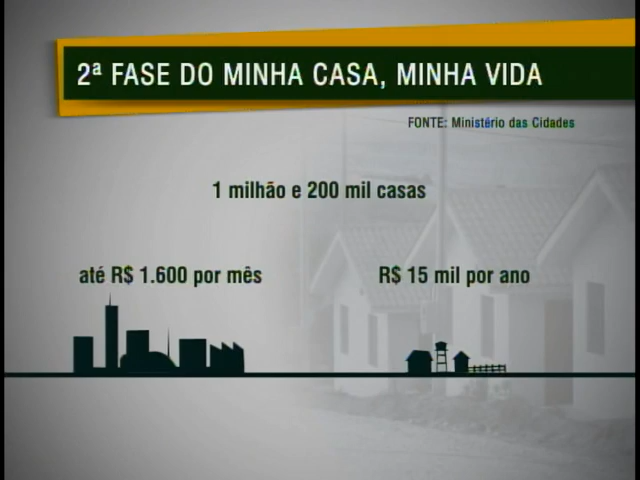 2ª FASE DO MINHA CASA, MINHA VIDA
FONTE: Ministério das Cidades
1 milhão e 200 mil casas
até R$ 1.600 por mês
R$ 15 mil por ano